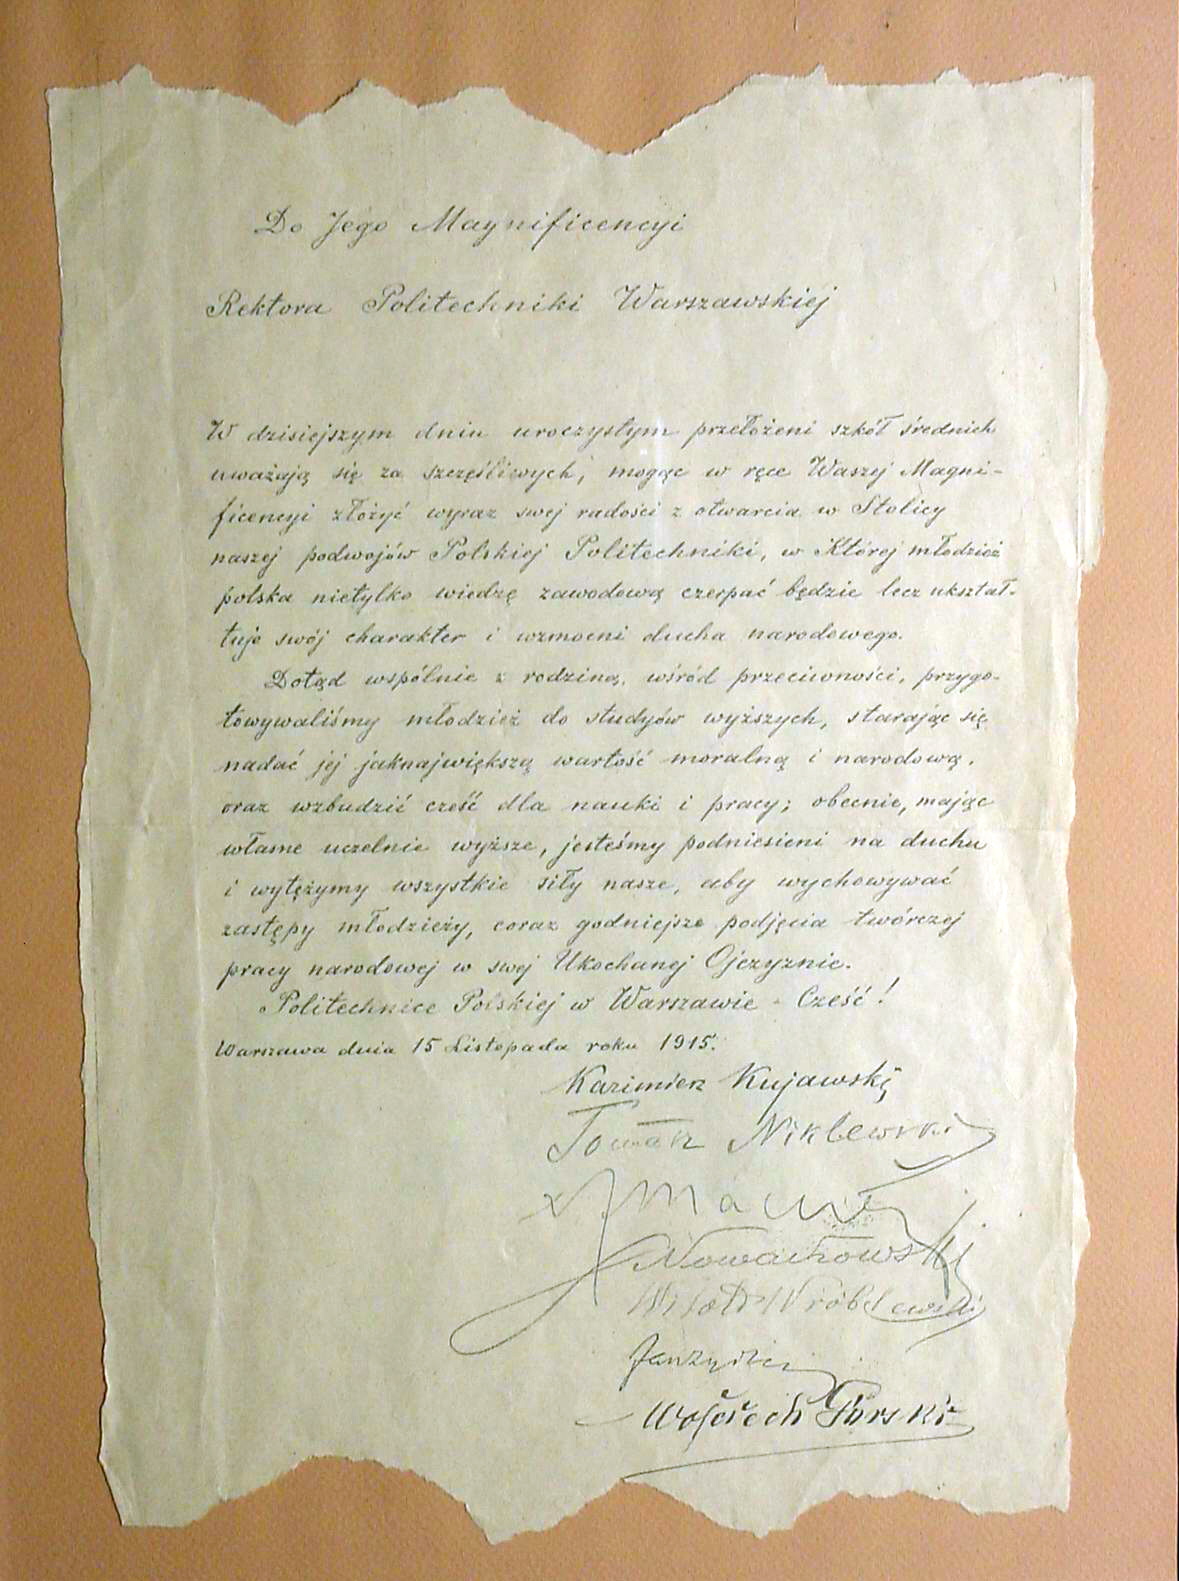 Do Jego Magnificencyi
Rektora Politechniki Warszawskiej
W dzisiejszym dniu uroczystym przełożeni szkół średnich
uważają się za szczęśliwych, mogąc w ręce Waszej Magni-
ficencyi złożyć wyraz swej radości z otwarcia w Stolicy
naszej podwojów Polskiej Politechniki, w Której młodzież
polska nietylko wiedzę zawodową czerpać będzie lecz ukształ-
tuje swój charakter i wzmocni ducha narodowego.
Dotąd wspólnie z rodziną, wśród przeciwności, przygo-
towywaliśmy młodzież do studyów wyższych, starając się
nadać jej jaknajwiększą wartość moralną i narodową,
oraz wzbudzić cześć dla nauki i pracy; obecnie, mając
własne uczelnie wyższe, jesteśmy podniesieni na duchu
i wytężymy wszystkie siły nasze, aby wychowywać
zastępy młodzieży, coraz godniejsze podjęcia twórczej
pracy narodowej w swej Ukochanej Ojczyznie.
Politechnice Polskiej w Warszawie - Cześć!
Warszawa dnia 15 Listopada roku 1915.
Kazimierz Kujawski
Tomasz Niklewski
Nowachowski
Witold Wróblewski
Wojciech Górski